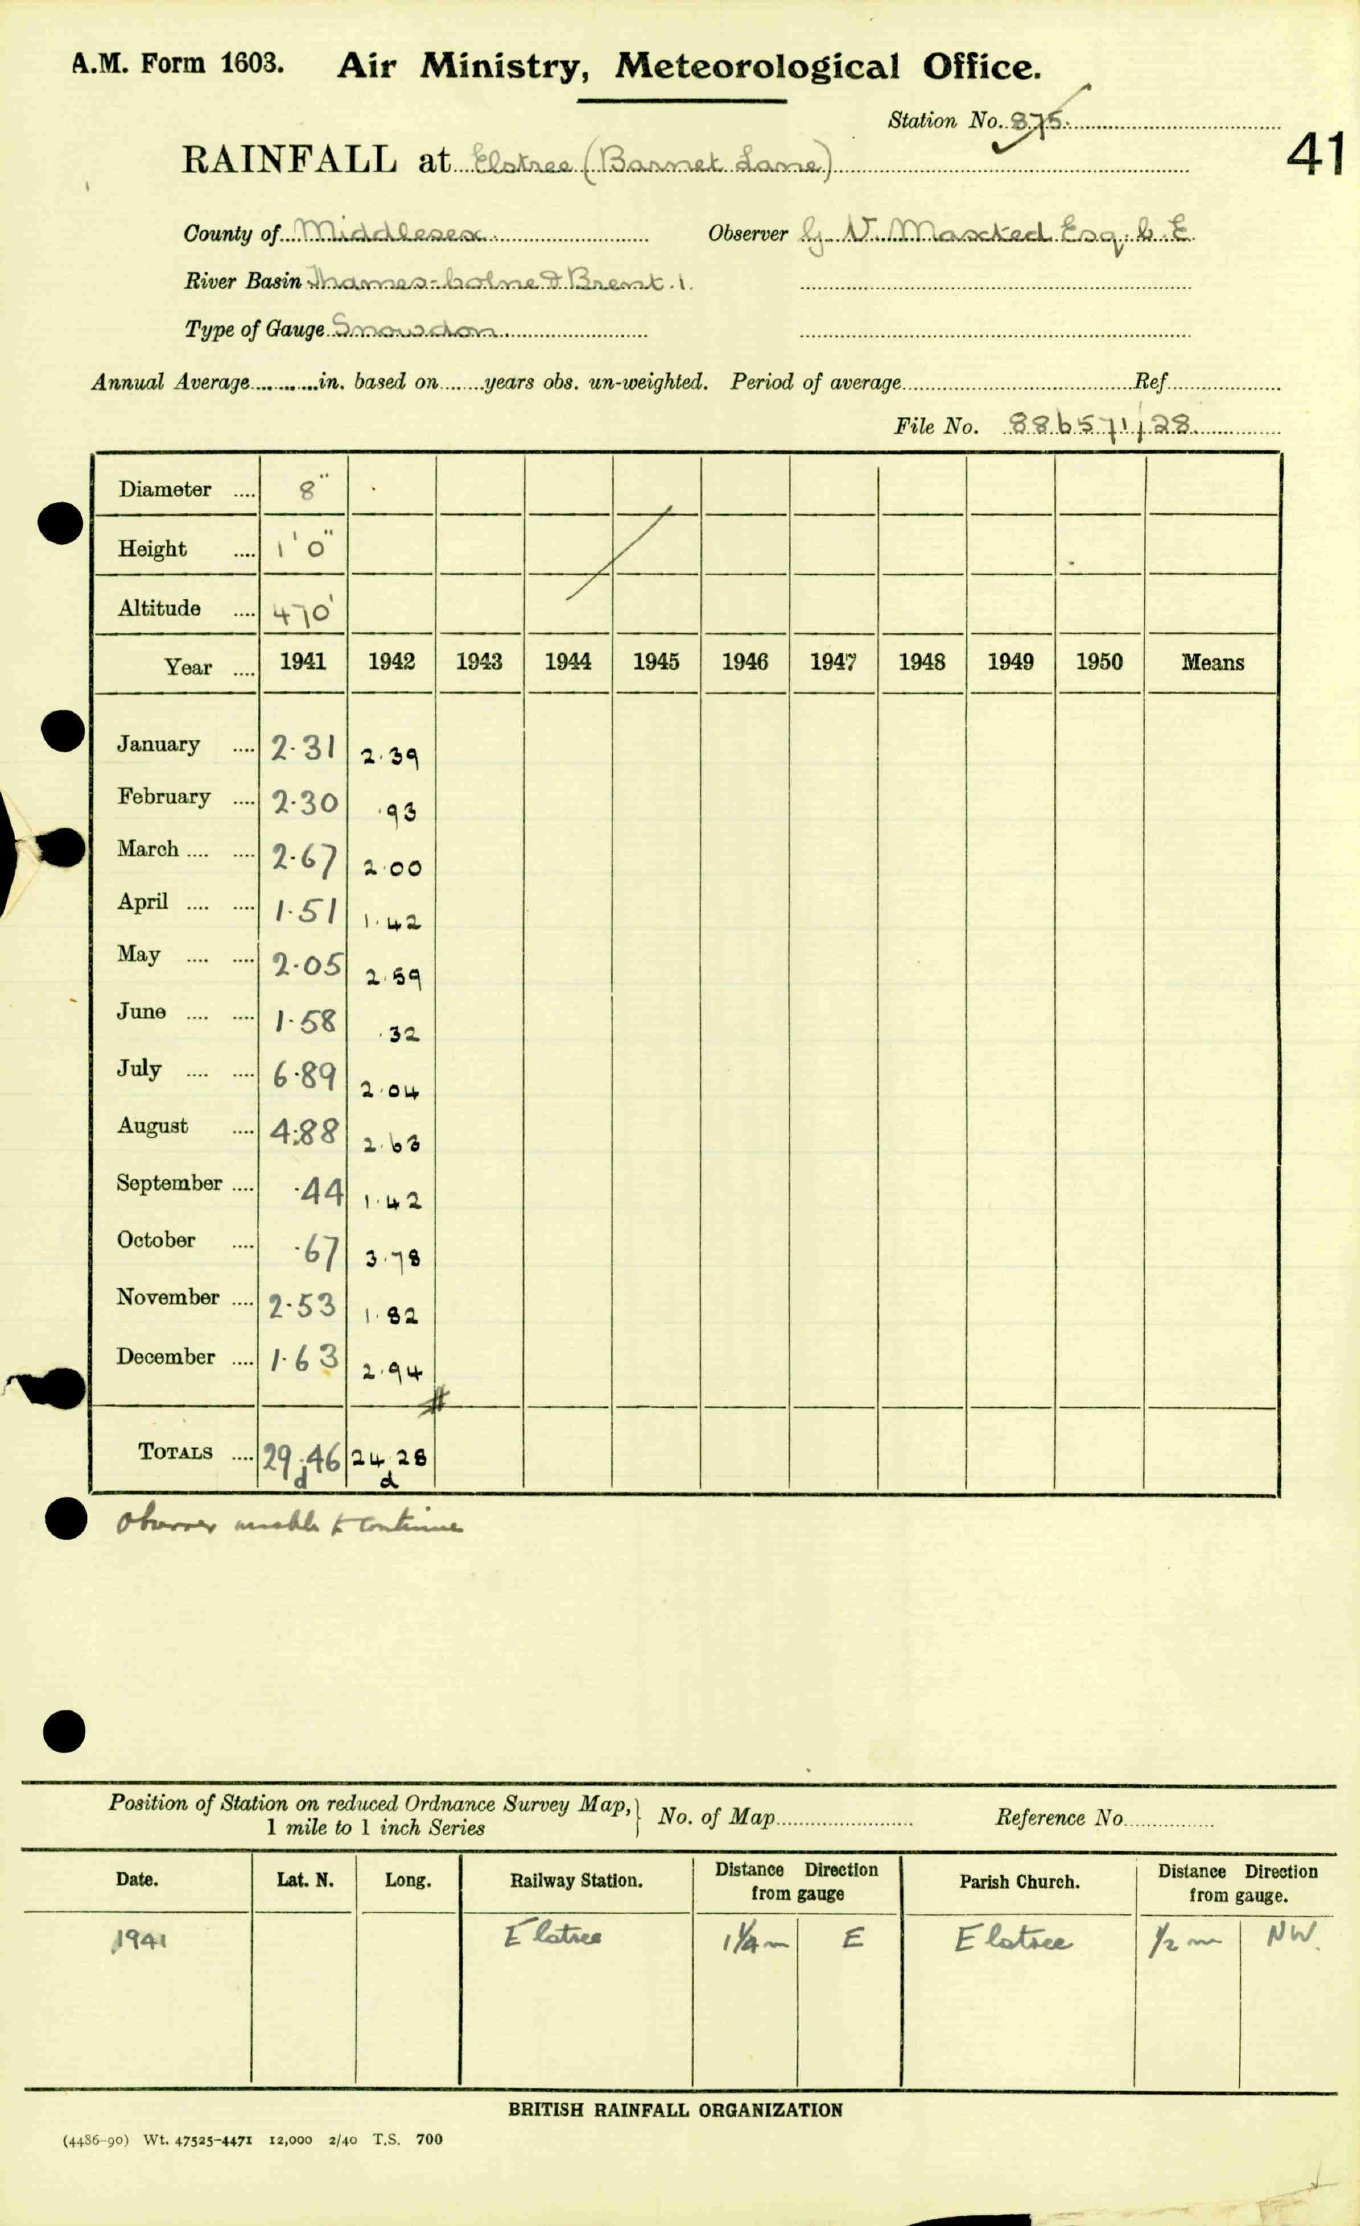 A.M. Form 1603. Air Ministry, Meteorological Office.
Station No. 875.
41
RAINFALL at Elstree (Barnet Lane)
County of Middlesex. Observer G. V. Maxted Esq. C.E.
River Basin Thames-Colne & Brent. 1.
Type of Gauge Snowdon
Annual Average............in. based on........years obs. un-weighted. Period of average..........Ref..........
File No. 886571/28
Diameter .... 8"
Height .... 1' 0"
Altitude .... 470'
Year .... 1941 1942 1943 1944 1945 1946 1947 1948 1949 1950 Means
January .... 2.31 2.39
February .... 2.30 .93
March .... .... 2.67 2.00
April .... .... 1.51 1.42
May .... .... 2.05 2.59
June .... .... 1.58 .32
July .... .... 6.89 2.04
August .... 4.88 2.63
September .... .44 1.42
October .... .67 3.78
November .... 2.53 1.82
December .... 1.63 2.94
TOTALS .... 29.46 24.28
d d
Observer unable to continue
Position of Station on reduced Ordnance Survey Map, 1 mile to 1 inch Series } No. of Map.......... Reference No..........
Date. Lat. N. Long. Railway Station. Distance Direction from gauge Parish Church. Distance Direction from gauge.
1941 Elstree 1¼ m E Elstree ½ m NW.
BRITISH RAINFALL ORGANIZATION
(4486-90) Wt. 47525-4471 12,000 2/40 T.S. 700